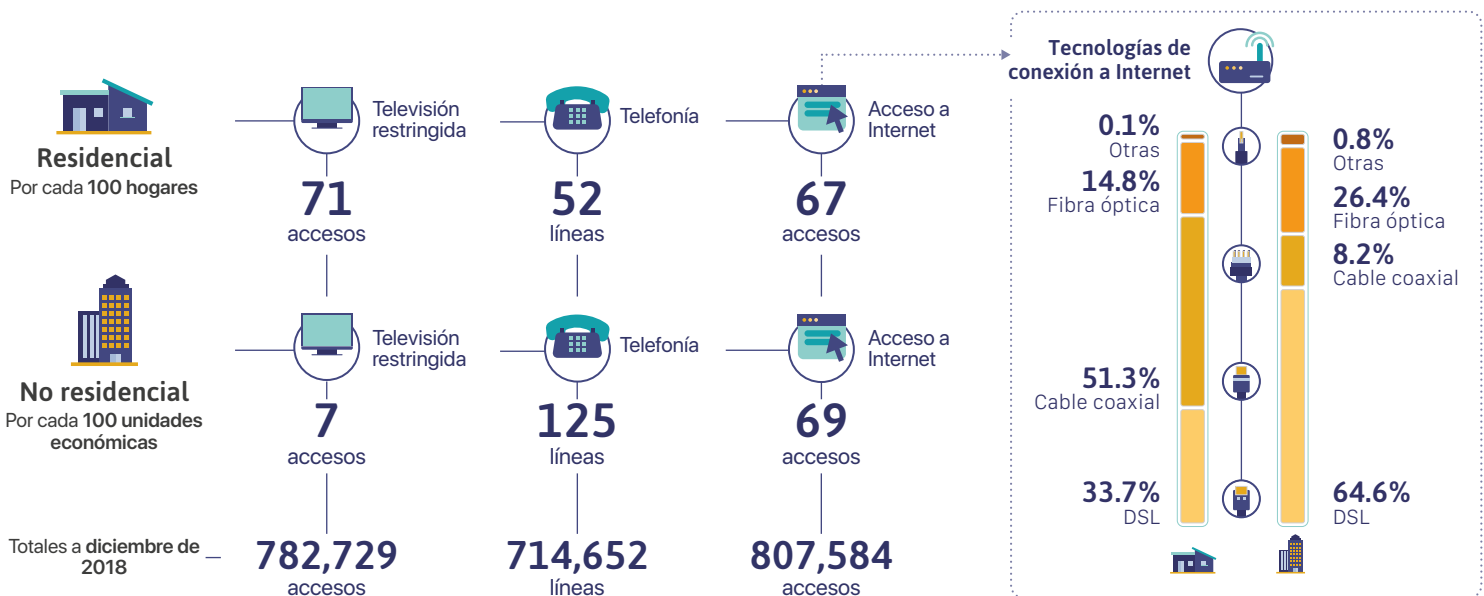 Residencial
Por cada 100 hogares
Televisión
restringida
71
accesos
Telefonía
52
líneas
Acceso a
Internet
67
accesos
No residencial
Por cada 100 unidades
económicas
Televisión
restringida
7
accesos
Telefonía
125
líneas
Acceso a
Internet
69
accesos
Totales a diciembre de
2018
782,729
accesos
714,652
líneas
807,584
accesos
Tecnologías de
conexión a Internet
0.1%
Otras
14.8%
Fibra óptica
51.3%
Cable coaxial
33.7%
DSL
0.8%
Otras
26.4%
Fibra óptica
8.2%
Cable coaxial
64.6%
DSL